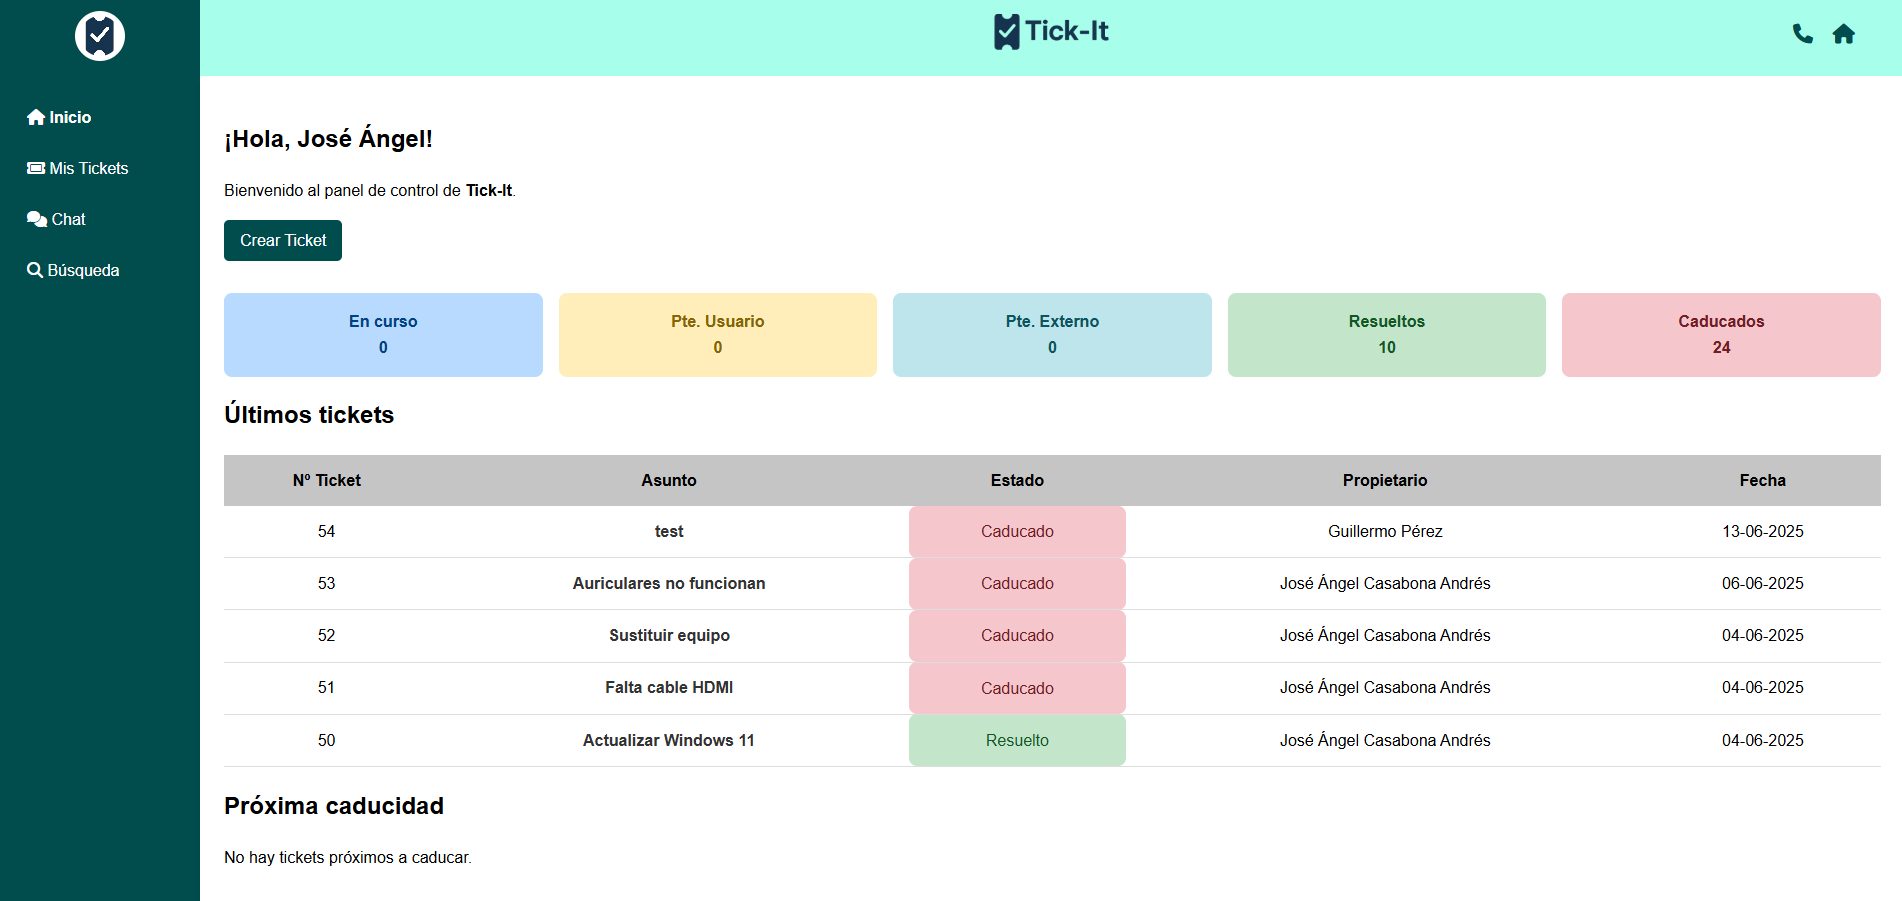 Tick-It
Inicio
Mis Tickets
Chat
Búsqueda
¡Hola, José Ángel!
Bienvenido al panel de control de Tick-It.
Crear Ticket
En curso
0
Pte. Usuario
0
Pte. Externo
0
Resueltos
10
Caducados
24
Últimos tickets
Nº Ticket Asunto Estado Propietario Fecha
54 test Caducado Guillermo Pérez 13-06-2025
53 Auriculares no funcionan Caducado José Ángel Casabona Andrés 06-06-2025
52 Sustituir equipo Caducado José Ángel Casabona Andrés 04-06-2025
51 Falta cable HDMI Caducado José Ángel Casabona Andrés 04-06-2025
50 Actualizar Windows 11 Resuelto José Ángel Casabona Andrés 04-06-2025
Próxima caducidad
No hay tickets próximos a caducar.